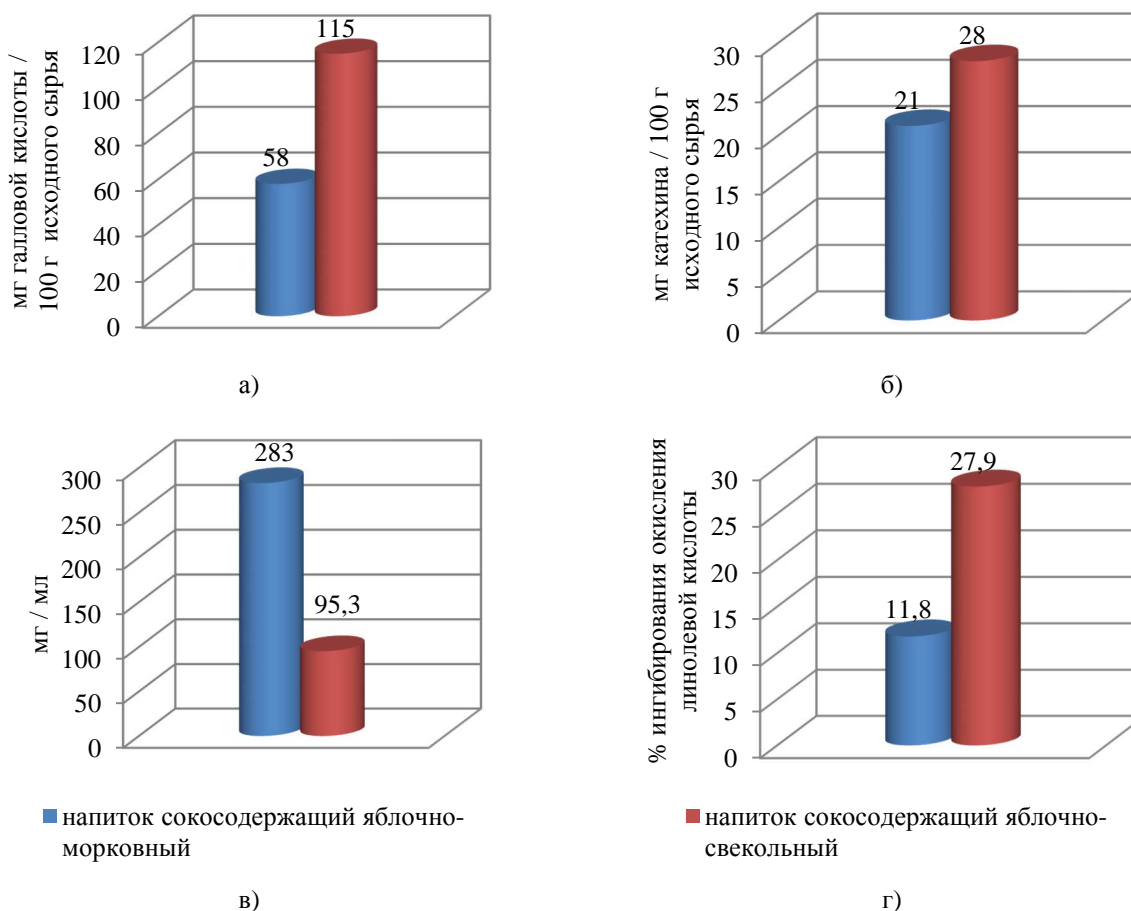 мг галловой кислоты /
100 г исходного сырья
120
100
80
60
40
20
0
58
115
а)
мг катехина / 100 г
исходного сырья
30
25
20
15
10
5
0
21
28
б)
мг / мл
300
250
200
150
100
50
0
283
95,3
% ингибирования окисления
линолевой кислоты
30
25
20
15
10
5
0
11,8
27,9
напиток сокосодержащий яблочно-
морковный
напиток сокосодержащий яблочно-
свекольный
в)
г)